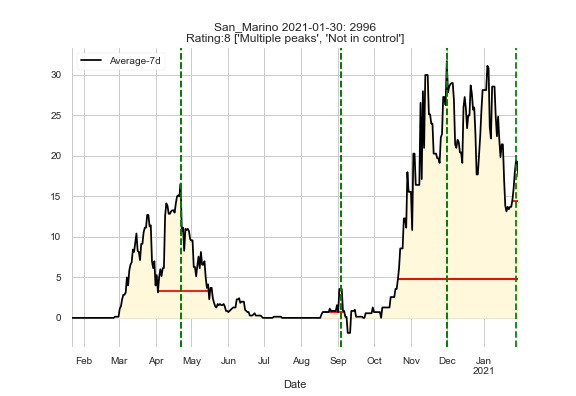 San_Marino 2021-01-30: 2996
Rating:8 ['Multiple peaks', 'Not in control']
Average-7d
30
25
20
15
10
5
0
Feb Mar Apr May Jun Jul Aug Sep Oct Nov Dec Jan
2021
Date